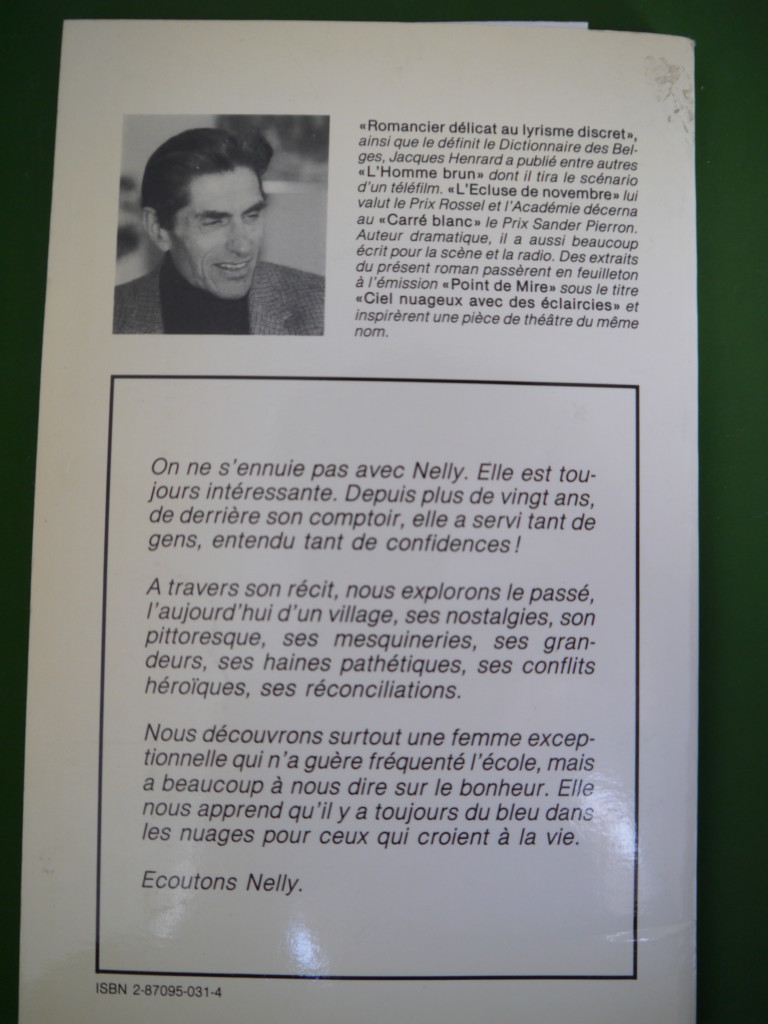 «Romancier délicat au lyrisme discret»,
ainsi que le définit le Dictionnaire des Bel-
ges, Jacques Henrard a publié entre autres
«L'Homme brun» dont il tira le scénario
d'un téléfilm. «L'Ecluse de novembre» lui
valut le Prix Rossel et l'Académie décerna
au «Carré blanc» le Prix Sander Pierron.
Auteur dramatique, il a aussi beaucoup
écrit pour la scène et la radio. Des extraits
du présent roman passèrent en feuilleton
à l'émission «Point de Mire» sous le titre
«Ciel nuageux avec des éclaircies» et
inspirèrent une pièce de théâtre du même
nom.
On ne s'ennuie pas avec Nelly. Elle est tou-
jours intéressante. Depuis plus de vingt ans,
de derrière son comptoir, elle a servi tant de
gens, entendu tant de confidences !
A travers son récit, nous explorons le passé,
l'aujourd'hui d'un village, ses nostalgies, son
pittoresque, ses mesquineries, ses gran-
deurs, ses haines pathétiques, ses conflits
héroïques, ses réconciliations.
Nous découvrons surtout une femme excep-
tionnelle qui n'a guère fréquenté l'école, mais
a beaucoup à nous dire sur le bonheur. Elle
nous apprend qu'il y a toujours du bleu dans
les nuages pour ceux qui croient à la vie.
Ecoutons Nelly.
ISBN 2-87095-031-4